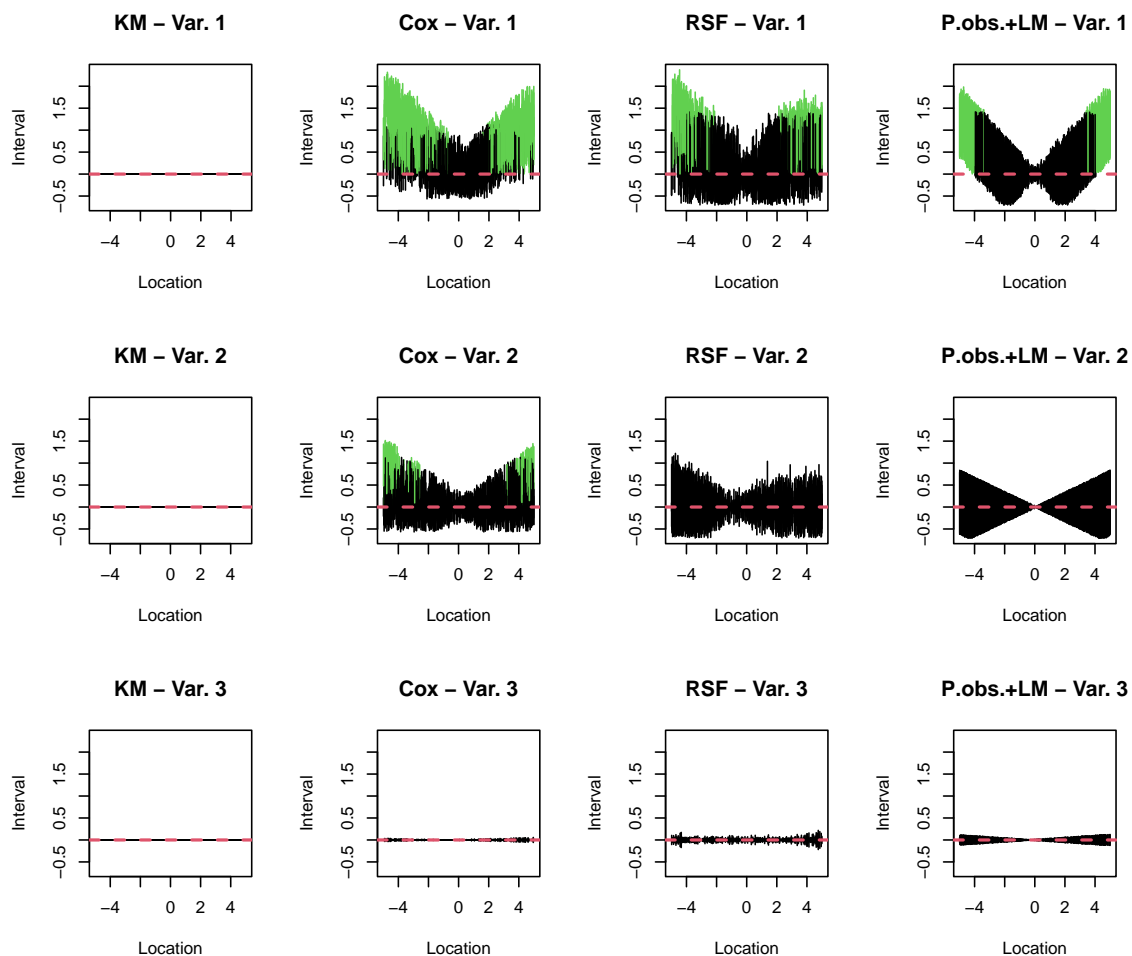 KM – Var. 1
Cox – Var. 1
RSF – Var. 1
P.obs.+LM – Var. 1
Interval
−0.5 0.5 1.5
−4 0 2 4
Location
Interval
−0.5 0.5 1.5
−4 0 2 4
Location
Interval
−0.5 0.5 1.5
−4 0 2 4
Location
Interval
−0.5 0.5 1.5
−4 0 2 4
Location
KM – Var. 2
Cox – Var. 2
RSF – Var. 2
P.obs.+LM – Var. 2
Interval
−0.5 0.5 1.5
−4 0 2 4
Location
Interval
−0.5 0.5 1.5
−4 0 2 4
Location
Interval
−0.5 0.5 1.5
−4 0 2 4
Location
Interval
−0.5 0.5 1.5
−4 0 2 4
Location
KM – Var. 3
Cox – Var. 3
RSF – Var. 3
P.obs.+LM – Var. 3
Interval
−0.5 0.5 1.5
−4 0 2 4
Location
Interval
−0.5 0.5 1.5
−4 0 2 4
Location
Interval
−0.5 0.5 1.5
−4 0 2 4
Location
Interval
−0.5 0.5 1.5
−4 0 2 4
Location